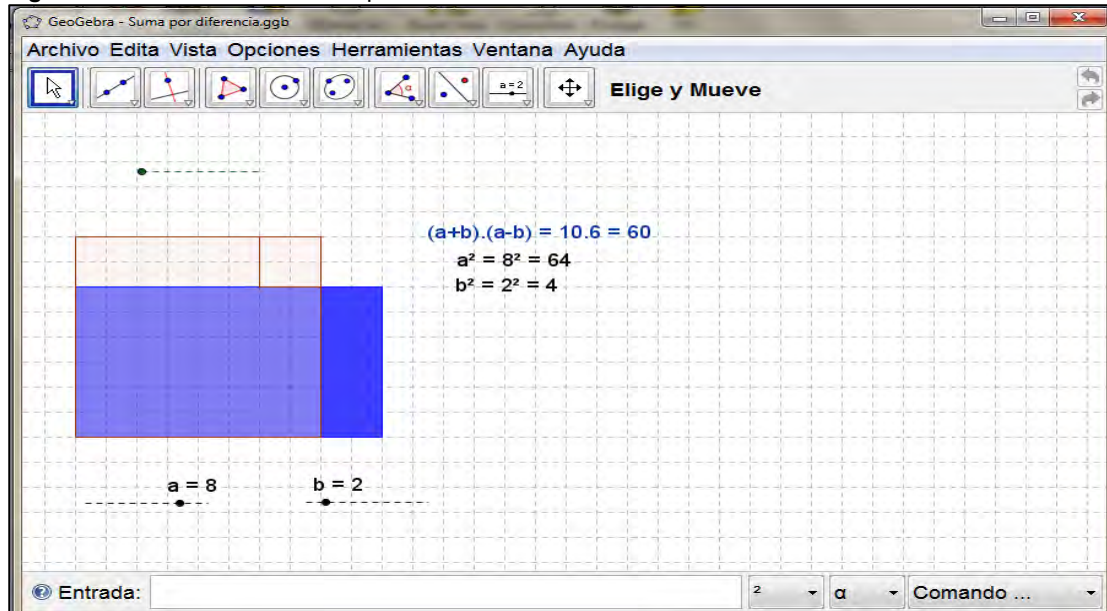 GeoGebra - Suma por diferencia.ggb
Archivo Edita Vista Opciones Herramientas Ventana Ayuda
a=2
Elige y Mueve
(a+b).(a-b) = 10.6 = 60
a² = 8² = 64
b² = 2² = 4
a = 8
b = 2
Entrada:
²
α
Comando ...